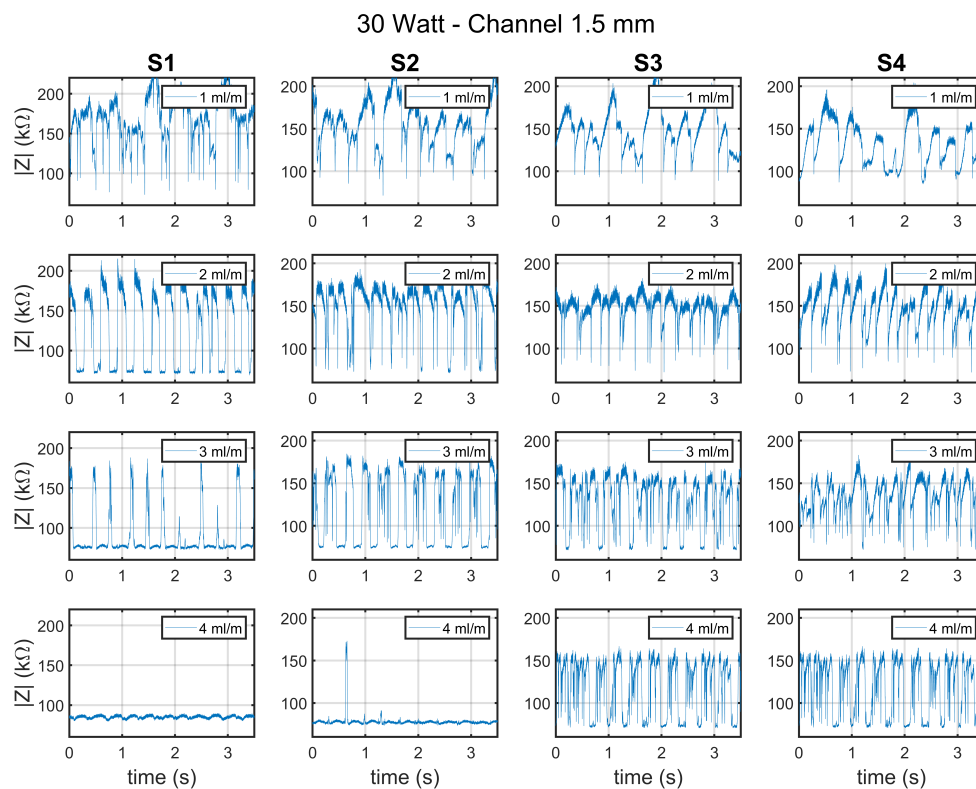 30 Watt - Channel 1.5 mm
S1 S2 S3 S4
200 1 ml/m 200 1 ml/m 200 1 ml/m 200 1 ml/m
|Z| (kΩ)
150 150 150 150
100 100 100 100
0 1 2 3 0 1 2 3 0 1 2 3 0 1 2 3
200 2 ml/m 200 2 ml/m 200 2 ml/m 200 2 ml/m
|Z| (kΩ)
150 150 150 150
100 100 100 100
0 1 2 3 0 1 2 3 0 1 2 3 0 1 2 3
200 3 ml/m 200 3 ml/m 200 3 ml/m 200 3 ml/m
|Z| (kΩ)
150 150 150 150
100 100 100 100
0 1 2 3 0 1 2 3 0 1 2 3 0 1 2 3
200 4 ml/m 200 4 ml/m 200 4 ml/m 200 4 ml/m
|Z| (kΩ)
150 150 150 150
100 100 100 100
0 1 2 3 0 1 2 3 0 1 2 3 0 1 2 3
time (s) time (s) time (s) time (s)